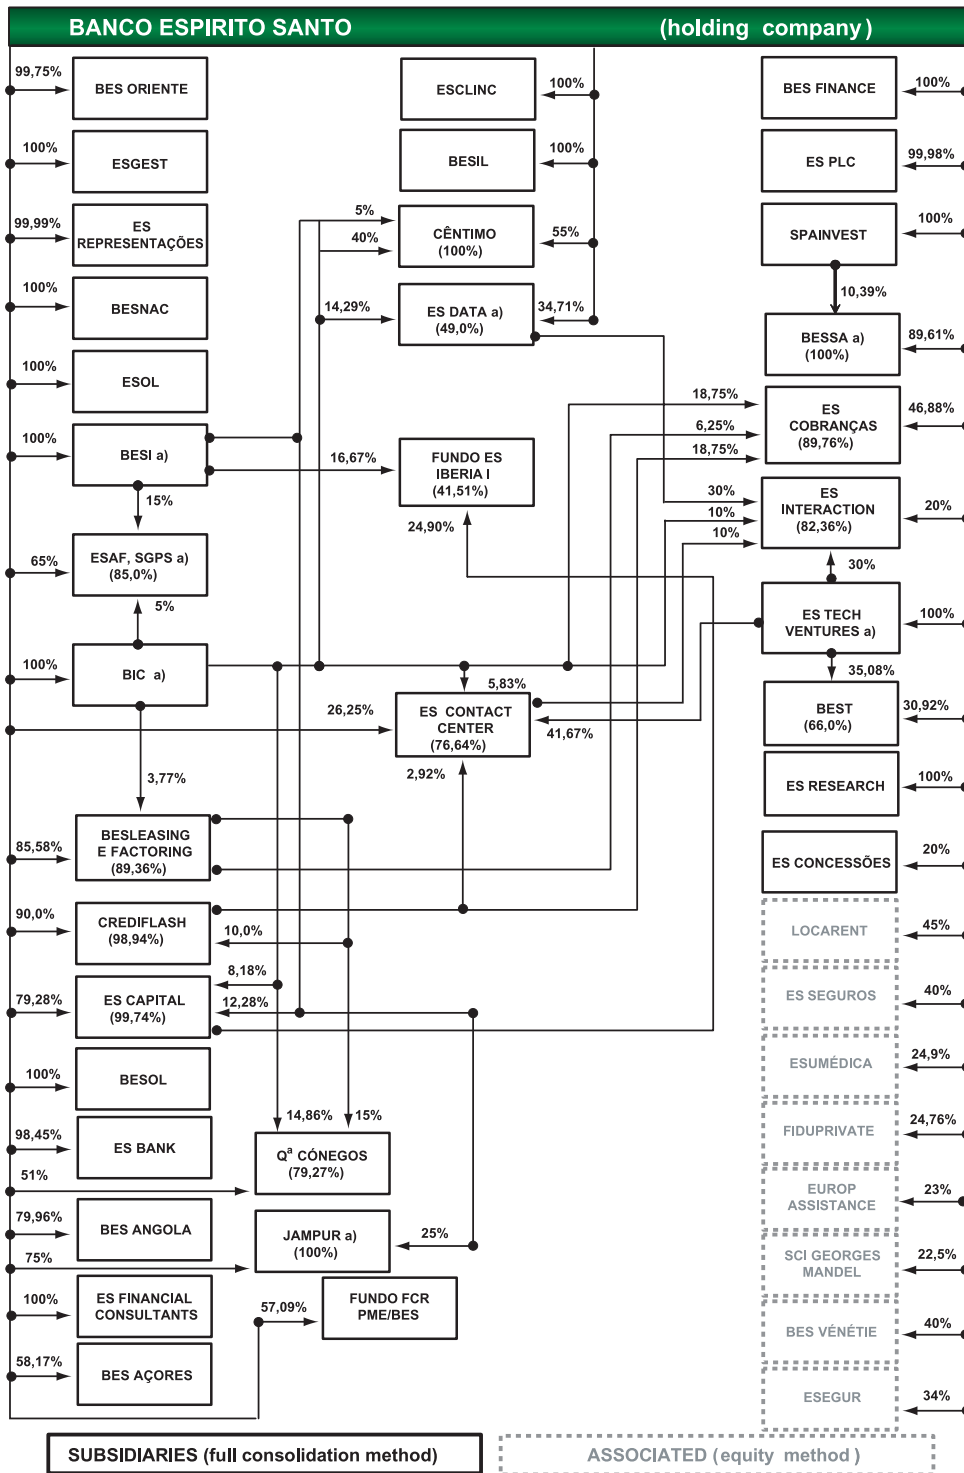 BANCO ESPIRITO SANTO (holding company)
99,75%
BES ORIENTE
100%
ESGEST
99,99%
ES
REPRESENTAÇÕES
100%
BESNAC
100%
ESOL
100%
BESI a)
15%
65%
ESAF, SGPS a)
(85,0%)
5%
100%
BIC a)
3,77%
85,58%
BESLEASING
E FACTORING
(89,36%)
90,0%
CREDIFLASH
(98,94%)
10,0%
8,18%
79,28%
ES CAPITAL
(99,74%)
12,28%
100%
BESOL
98,45%
ES BANK
51%
79,96%
BES ANGOLA
75%
100%
ES FINANCIAL
CONSULTANTS
58,17%
BES AÇORES
ESCLINC
100%
BESIL
100%
5%
40%
CÊNTIMO
(100%)
55%
14,29%
ES DATA a)
(49,0%)
34,71%
16,67%
FUNDO ES
IBERIA I
(41,51%)
24,90%
5,83%
26,25%
ES CONTACT
CENTER
(76,64%)
41,67%
2,92%
14,86%
15%
Qª CÓNEGOS
(79,27%)
JAMPUR a)
(100%)
25%
57,09%
FUNDO FCR
PME/BES
BES FINANCE
100%
ES PLC
99,98%
SPAINVEST
100%
10,39%
BESSA a)
(100%)
89,61%
18,75%
6,25%
18,75%
ES
COBRANÇAS
(89,76%)
46,88%
30%
10%
10%
ES
INTERACTION
(82,36%)
20%
30%
ES TECH
VENTURES a)
100%
35,08%
BEST
(66,0%)
30,92%
ES RESEARCH
100%
ES CONCESSÕES
20%
LOCARENT
45%
ES SEGUROS
40%
ESUMÉDICA
24,9%
FIDUPRIVATE
24,76%
EUROP
ASSISTANCE
23%
SCI GEORGES
MANDEL
22,5%
BES VÉNÉTIE
40%
ESEGUR
34%
SUBSIDIARIES (full consolidation method)
ASSOCIATED (equity method)